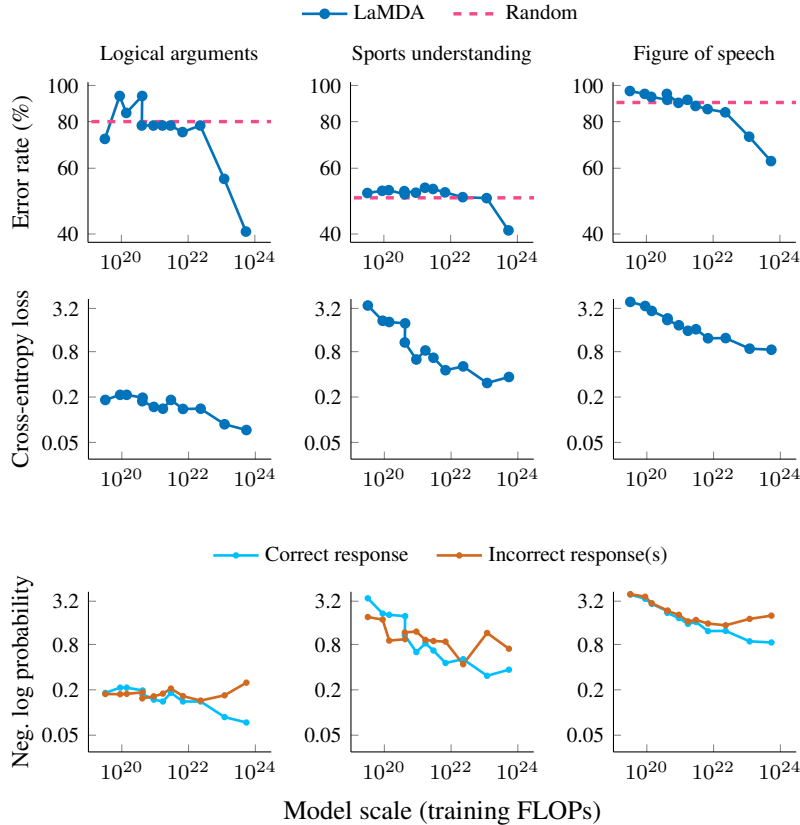 LaMDA Random
Logical arguments Sports understanding Figure of speech
Error rate (%)
100 100 100
80 80 80
60 60 60
40 40 40
10^20 10^22 10^24 10^20 10^22 10^24 10^20 10^22 10^24
Cross-entropy loss
3.2 3.2 3.2
0.8 0.8 0.8
0.2 0.2 0.2
0.05 0.05 0.05
10^20 10^22 10^24 10^20 10^22 10^24 10^20 10^22 10^24
Correct response Incorrect response(s)
Neg. log probability
3.2 3.2 3.2
0.8 0.8 0.8
0.2 0.2 0.2
0.05 0.05 0.05
10^20 10^22 10^24 10^20 10^22 10^24 10^20 10^22 10^24
Model scale (training FLOPs)